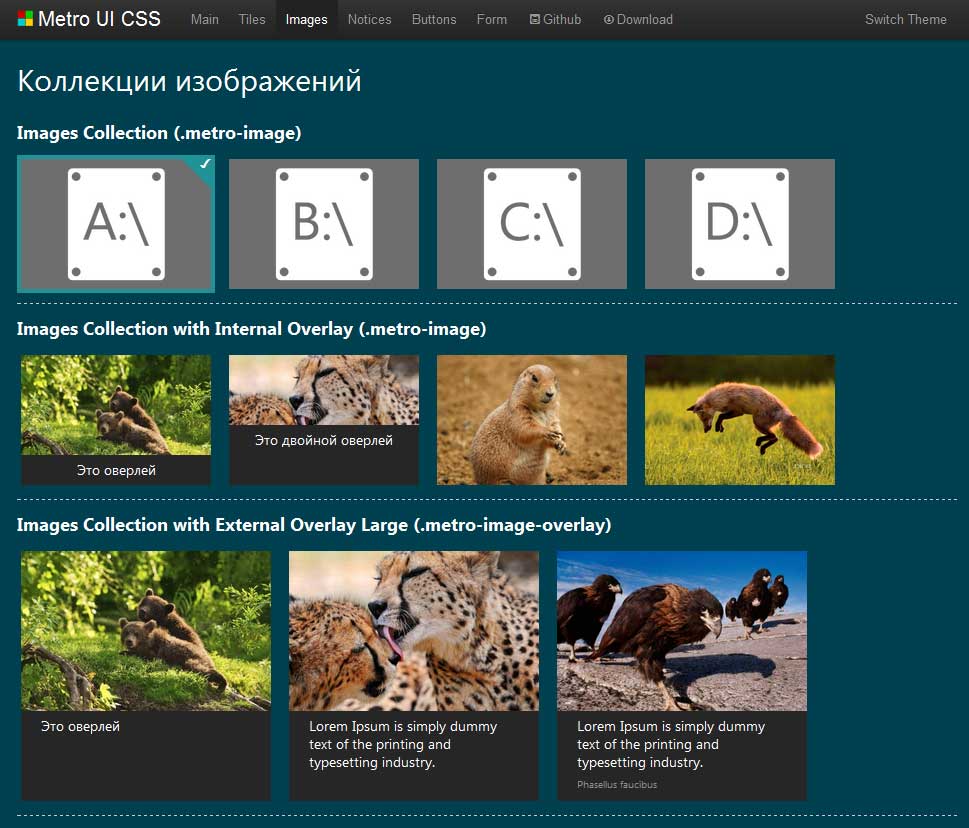 Metro UI CSS Main Tiles Images Notices Buttons Form Github Download Switch Theme
Коллекции изображений
Images Collection (.metro-image)
A:\ B:\ C:\ D:\
Images Collection with Internal Overlay (.metro-image)
Это двойной оверлей
Это оверлей
Images Collection with External Overlay Large (.metro-image-overlay)
Это оверлей
Lorem Ipsum is simply dummy
text of the printing and
typesetting industry.
Lorem Ipsum is simply dummy
text of the printing and
typesetting industry.
Phasellus faucibus